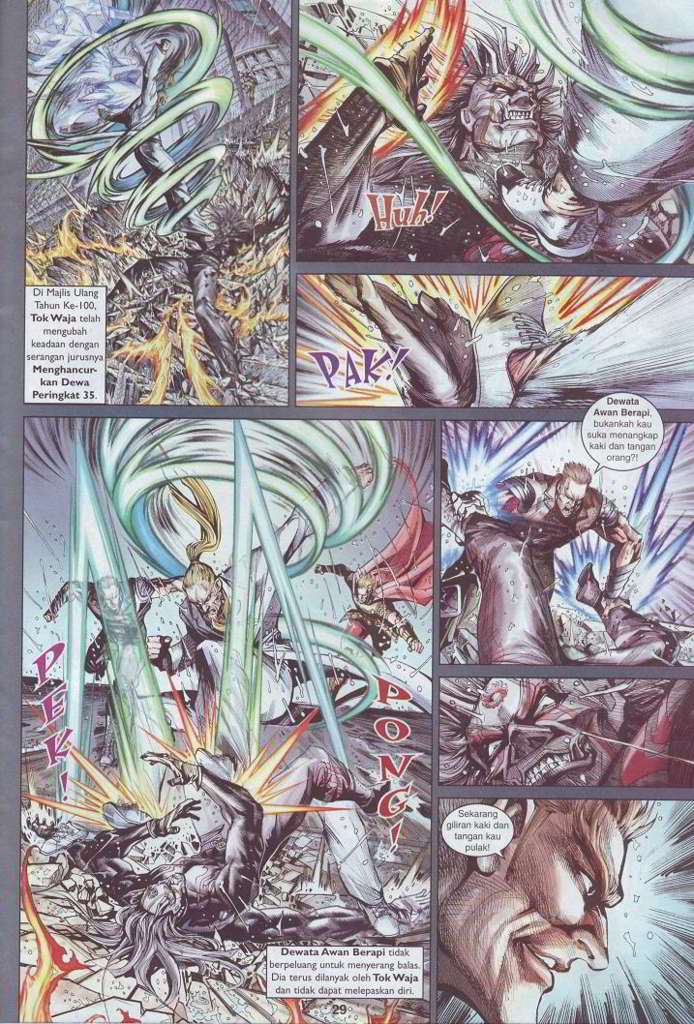 Di Majlis Ulang
Tahun Ke-100,
Tok Waja telah
mengubah
keadaan dengan
serangan jurusnya
Menghancur-
kan Dewa
Peringkat 35.
Huh!
PAK!
Dewata
Awan Berapi,
bukankah kau
suka menangkap
kaki dan tangan
orang?!
PEK!
PONG!
Sekarang
giliran kaki dan
tangan kau
pulak!
Dewata Awan Berapi tidak
berpeluang untuk menyerang balas.
Dia terus dilanyak oleh Tok Waja
dan tidak dapat melepaskan diri.
29